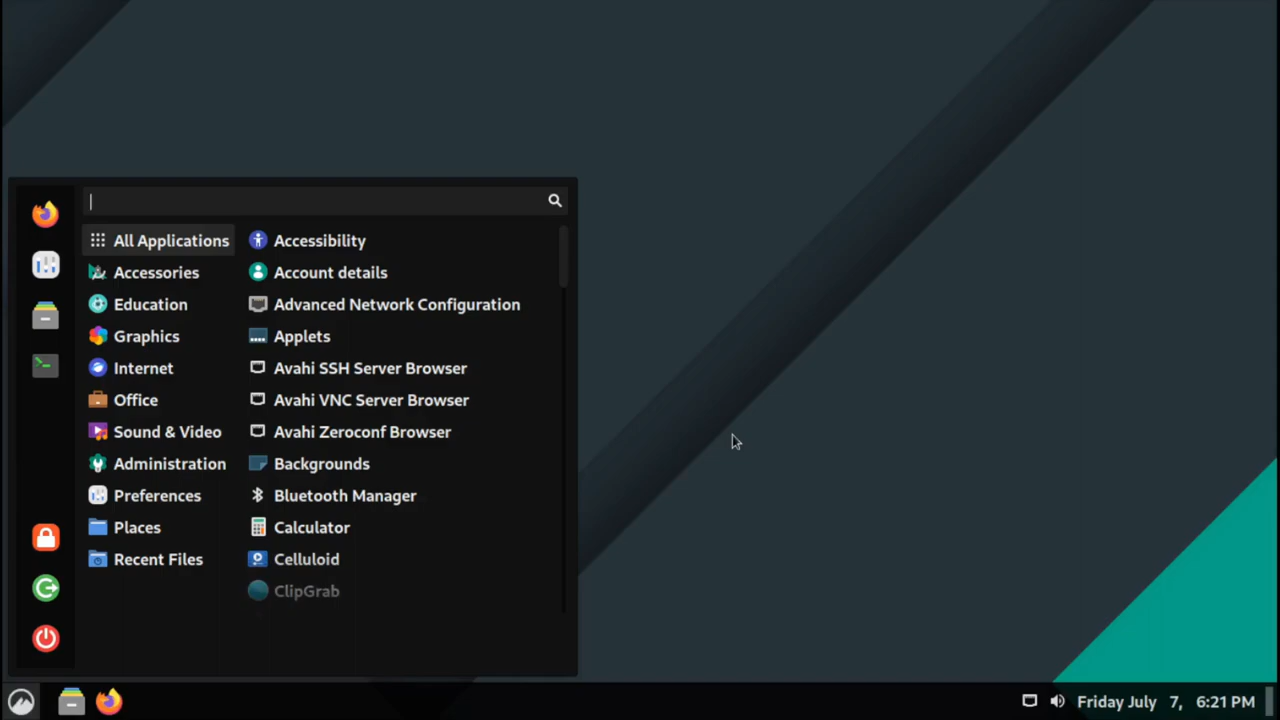 All Applications
Accessories
Education
Graphics
Internet
Office
Sound & Video
Administration
Preferences
Places
Recent Files
Accessibility
Account details
Advanced Network Configuration
Applets
Avahi SSH Server Browser
Avahi VNC Server Browser
Avahi Zeroconf Browser
Backgrounds
Bluetooth Manager
Calculator
Celluloid
ClipGrab
Friday July 7, 6:21 PM